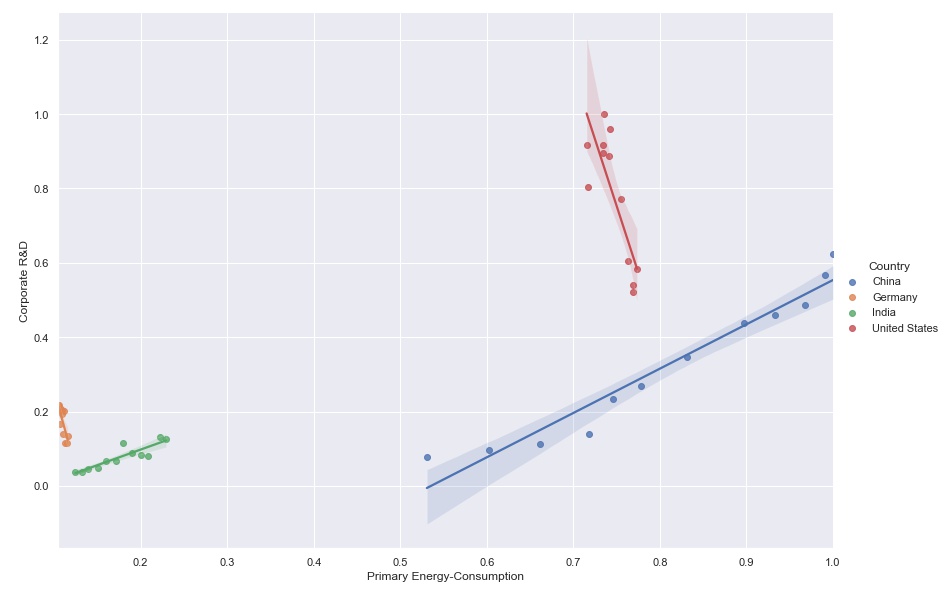 1.2
1.0
0.8
0.6
0.4
0.2
0.0
Corporate R&D
0.2 0.3 0.4 0.5 0.6 0.7 0.8 0.9 1.0
Primary Energy-Consumption
Country
China
Germany
India
United States